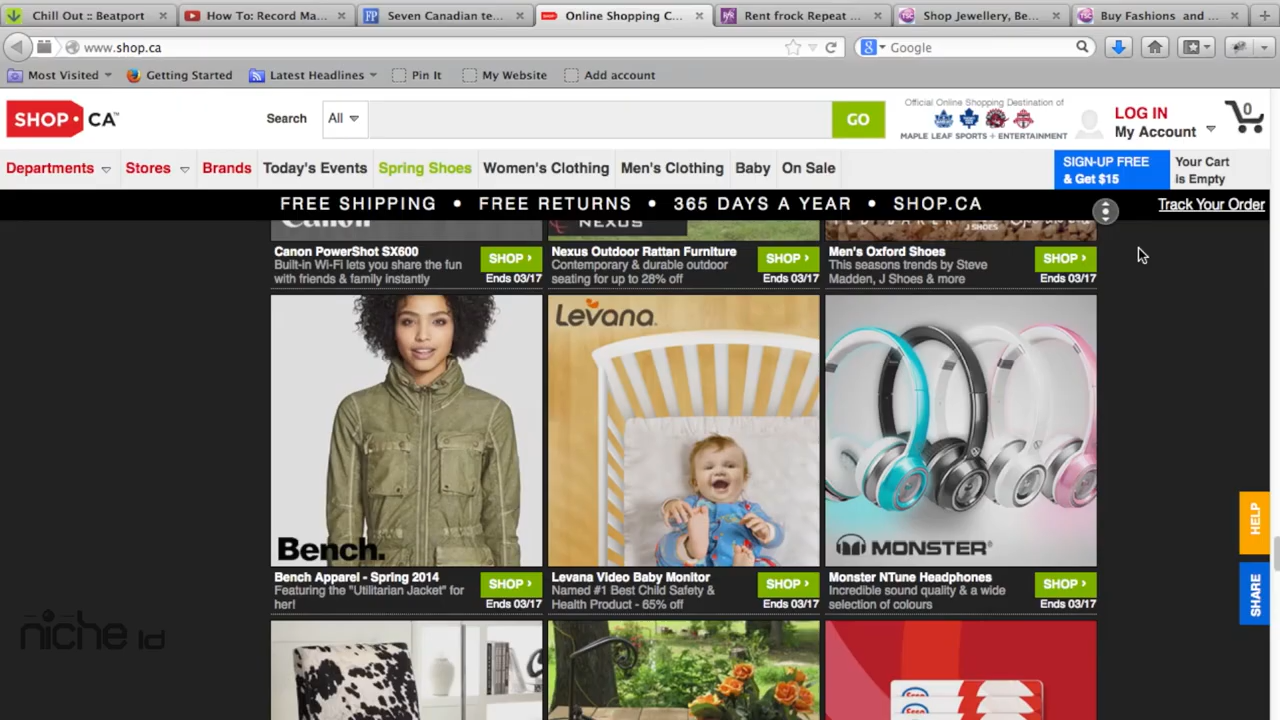 Chill Out :: Beatport
How To: Record Ma...
Seven Canadian te...
Online Shopping C...
Rent frock Repeat ...
Shop Jewellery, Be...
Buy Fashions and ...
www.shop.ca
Google
Most Visited
Getting Started
Latest Headlines
Pin It
My Website
Add account
SHOP•CA™
Search
All
GO
Official Online Shopping Destination of
MAPLE LEAF SPORTS + ENTERTAINMENT
LOG IN
My Account
0
Departments
Stores
Brands
Today's Events
Spring Shoes
Women's Clothing
Men's Clothing
Baby
On Sale
SIGN-UP FREE
& Get $15
Your Cart
is Empty
FREE SHIPPING • FREE RETURNS • 365 DAYS A YEAR • SHOP.CA
Track Your Order
Canon
NEXUS
J SHOES
Canon PowerShot SX600
Built-in Wi-Fi lets you share the fun
with friends & family instantly
SHOP ›
Ends 03/17
Nexus Outdoor Rattan Furniture
Contemporary & durable outdoor
seating for up to 28% off
SHOP ›
Ends 03/17
Men's Oxford Shoes
This seasons trends by Steve
Madden, J Shoes & more
SHOP ›
Ends 03/17
Bench.
Levana
MONSTER
Bench Apparel - Spring 2014
Featuring the "Utilitarian Jacket" for
her!
SHOP ›
Ends 03/17
Levana Video Baby Monitor
Named #1 Best Child Safety &
Health Product - 65% off
SHOP ›
Ends 03/17
Monster NTune Headphones
Incredible sound quality & a wide
selection of colours
SHOP ›
Ends 03/17
HELP
SHARE
niche id